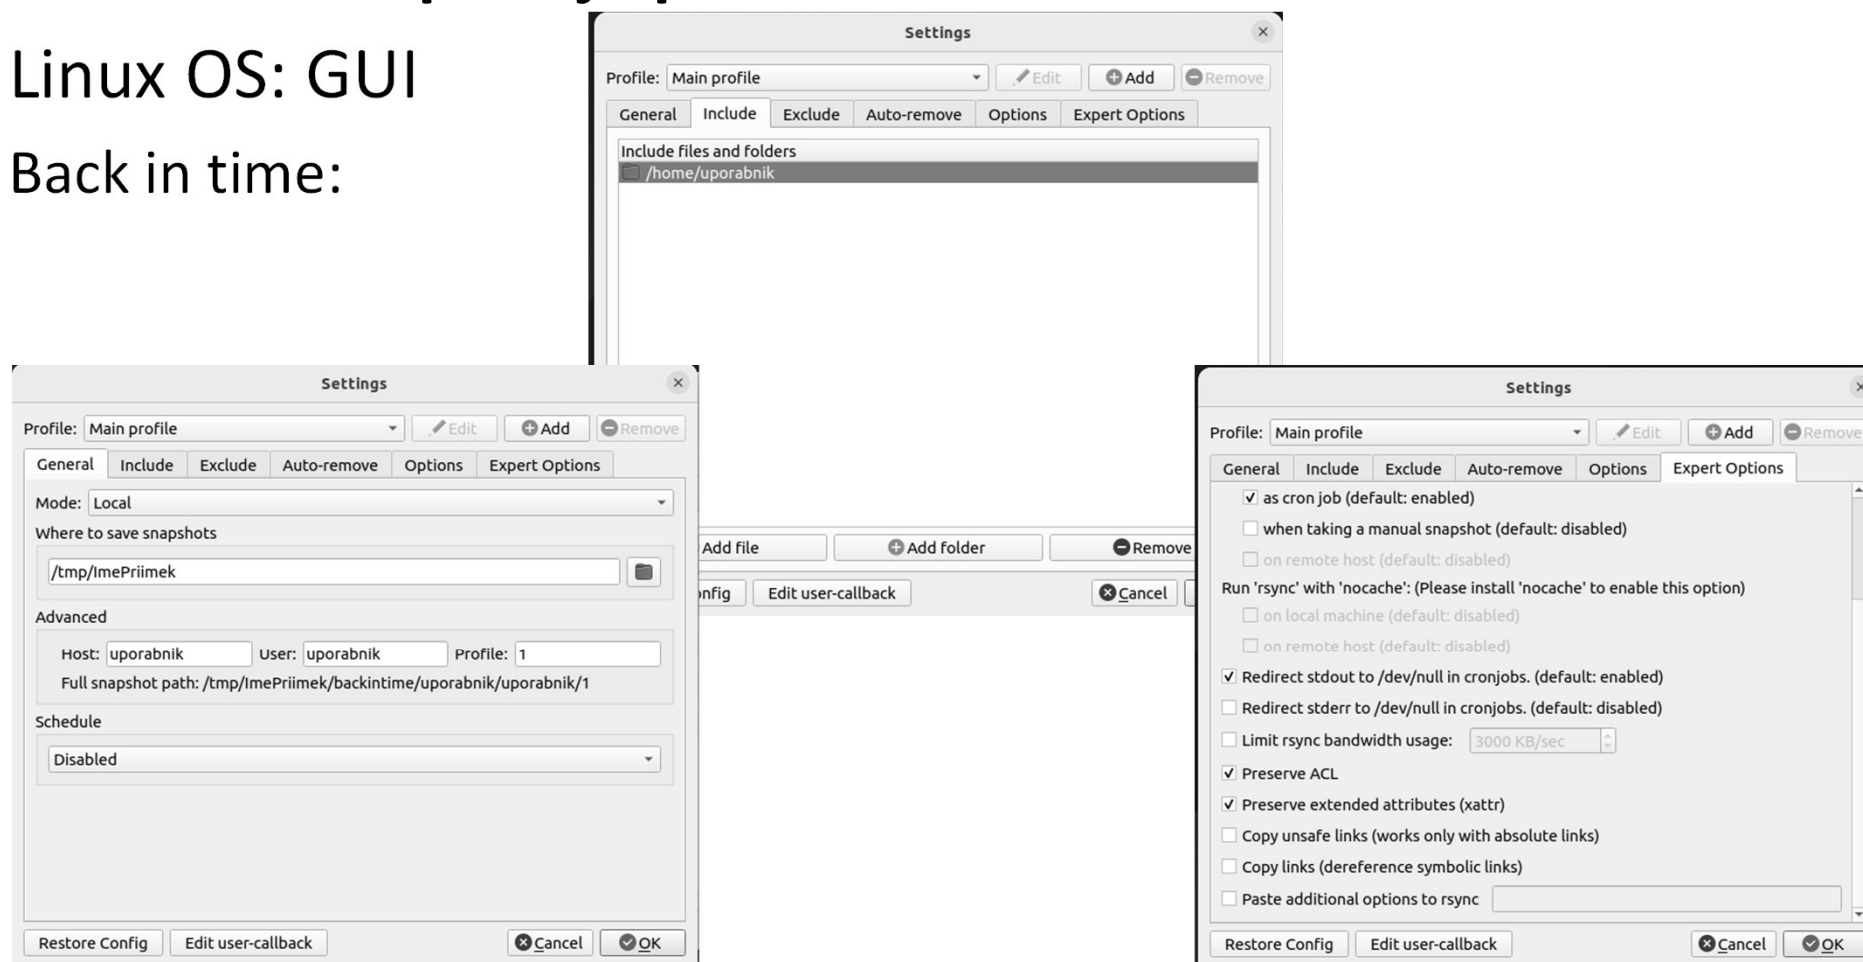 Linux OS: GUI
Back in time:
Settings
Profile: Main profile Edit Add Remove
General Include Exclude Auto-remove Options Expert Options
Include files and folders
/home/uporabnik
Add file Add folder Remove
Edit user-callback Cancel
Settings
Profile: Main profile Edit Add Remove
General Include Exclude Auto-remove Options Expert Options
Mode: Local
Where to save snapshots
/tmp/ImePriimek
Advanced
Host: uporabnik User: uporabnik Profile: 1
Full snapshot path: /tmp/ImePriimek/backintime/uporabnik/uporabnik/1
Schedule
Disabled
Restore Config Edit user-callback Cancel OK
Settings
Profile: Main profile Edit Add Remove
General Include Exclude Auto-remove Options Expert Options
as cron job (default: enabled)
when taking a manual snapshot (default: disabled)
on remote host (default: disabled)
Run 'rsync' with 'nocache': (Please install 'nocache' to enable this option)
on local machine (default: disabled)
on remote host (default: disabled)
Redirect stdout to /dev/null in cronjobs. (default: enabled)
Redirect stderr to /dev/null in cronjobs. (default: disabled)
Limit rsync bandwidth usage: 3000 KB/sec
Preserve ACL
Preserve extended attributes (xattr)
Copy unsafe links (works only with absolute links)
Copy links (dereference symbolic links)
Paste additional options to rsync
Restore Config Edit user-callback Cancel OK